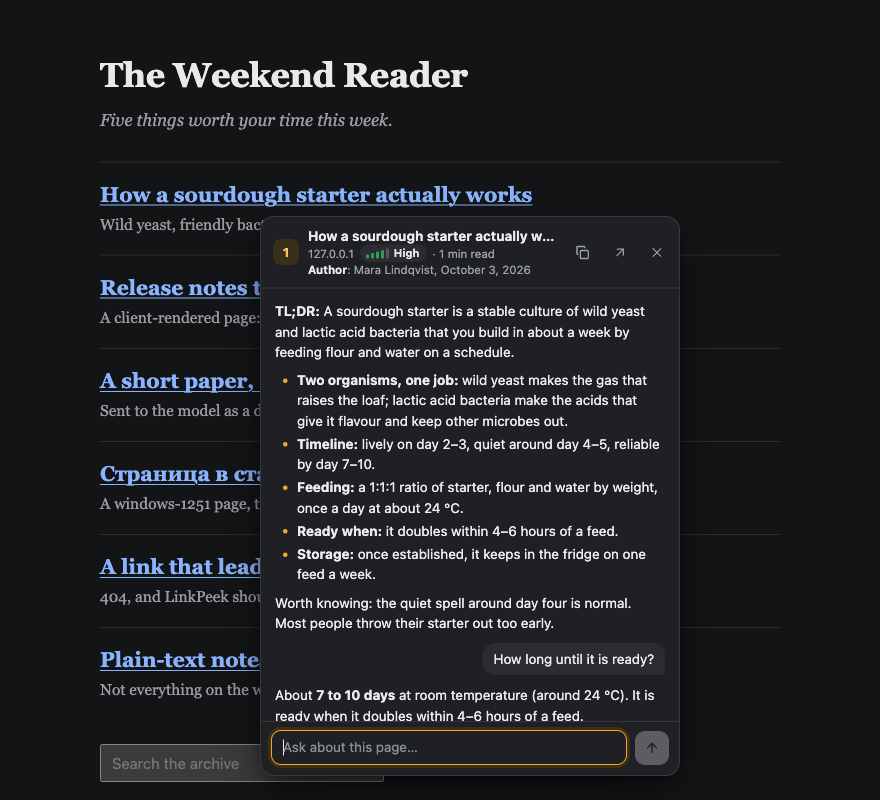 The Weekend Reader
Five things worth your time this week.
How a sourdough starter actually works
Wild yeast, friendly bac
Release notes
A client-rendered page:
A short paper,
Sent to the model as a
Страница в ста
A windows-1251 page,
A link that lead
404, and LinkPeek shou
Plain-text note
Not everything on the w
Search the archive
1
How a sourdough starter actually w...
127.0.0.1 High · 1 min read
Author: Mara Lindqvist, October 3, 2026
TL;DR: A sourdough starter is a stable culture of wild yeast
and lactic acid bacteria that you build in about a week by
feeding flour and water on a schedule.
• Two organisms, one job: wild yeast makes the gas that
raises the loaf; lactic acid bacteria make the acids that
give it flavour and keep other microbes out.
• Timeline: lively on day 2–3, quiet around day 4–5, reliable
by day 7–10.
• Feeding: a 1:1:1 ratio of starter, flour and water by weight,
once a day at about 24 °C.
• Ready when: it doubles within 4–6 hours of a feed.
• Storage: once established, it keeps in the fridge on one
feed a week.
Worth knowing: the quiet spell around day four is normal.
Most people throw their starter out too early.
How long until it is ready?
About 7 to 10 days at room temperature (around 24 °C). It is
ready when it doubles within 4–6 hours of a feed.
Ask about this page...